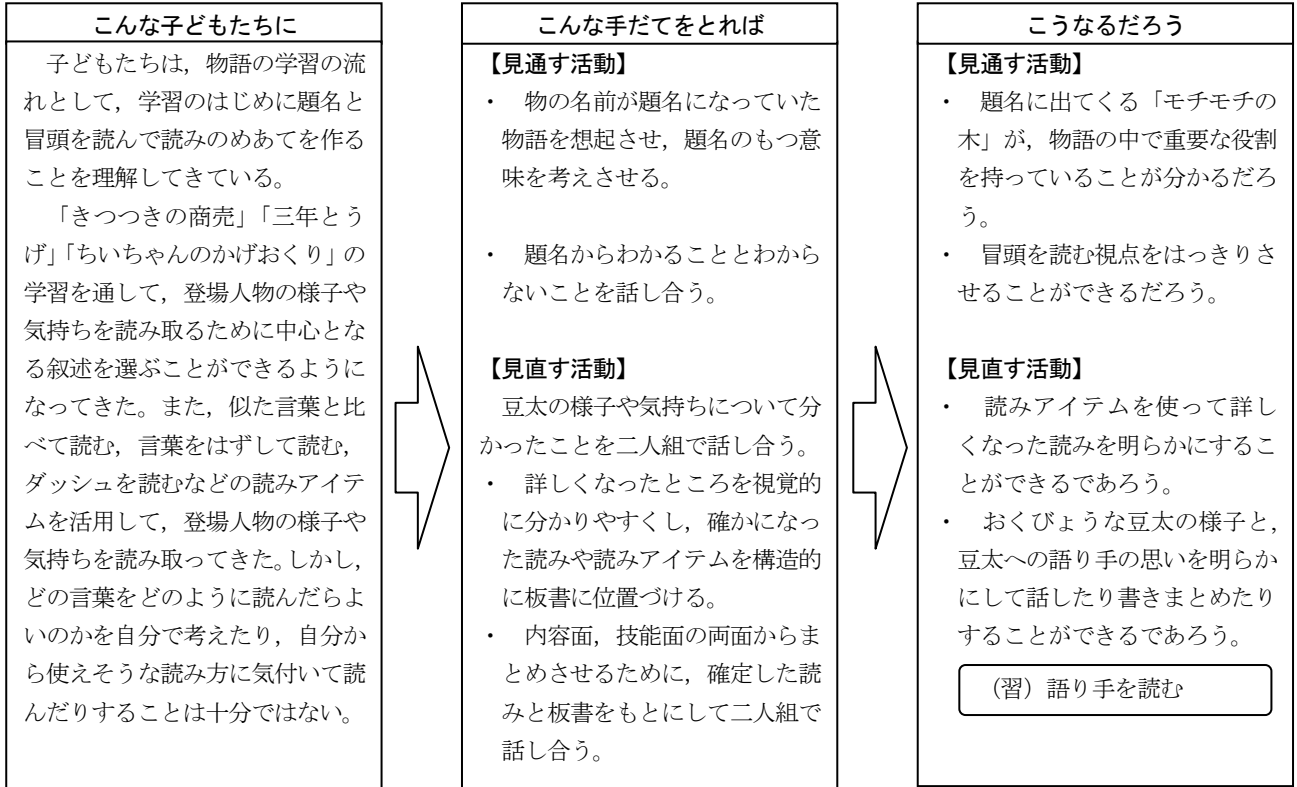 こんな子どもたちに
子どもたちは，物語の学習の流
れとして，学習のはじめに題名と
冒頭を読んで読みのめあてを作る
ことを理解してきている。
「きつつきの商売」「三年とう
げ」「ちいちゃんのかげおくり」の
学習を通して，登場人物の様子や
気持ちを読み取るために中心とな
る叙述を選ぶことができるように
なってきた。また，似た言葉と比
べて読む，言葉をはずして読む，
ダッシュを読むなどの読みアイテ
ムを活用して，登場人物の様子や
気持ちを読み取ってきた。しかし，
どの言葉をどのように読んだらよ
いのかを自分で考えたり，自分か
ら使えそうな読み方に気付いて読
んだりすることは十分ではない。
こんな手だてをとれば
【見通す活動】
・　物の名前が題名になっていた
物語を想起させ，題名のもつ意
味を考えさせる。
・　題名からわかることとわから
ないことを話し合う。
【見直す活動】
豆太の様子や気持ちについて分
かったことを二人組で話し合う。
・　詳しくなったところを視覚的
に分かりやすくし，確かになっ
た読みや読みアイテムを構造的
に板書に位置づける。
・　内容面，技能面の両面からま
とめさせるために，確定した読
みと板書をもとにして二人組で
話し合う。
こうなるだろう
【見通す活動】
・　題名に出てくる「モチモチの
木」が，物語の中で重要な役割
を持っていることが分かるだろ
う。
・　冒頭を読む視点をはっきりさ
せることができるだろう。
【見直す活動】
・　読みアイテムを使って詳し
くなった読みを明らかにするこ
とができるであろう。
・　おくびょうな豆太の様子と，
豆太への語り手の思いを明らか
にして話したり書きまとめたり
することができるであろう。
（習）語り手を読む